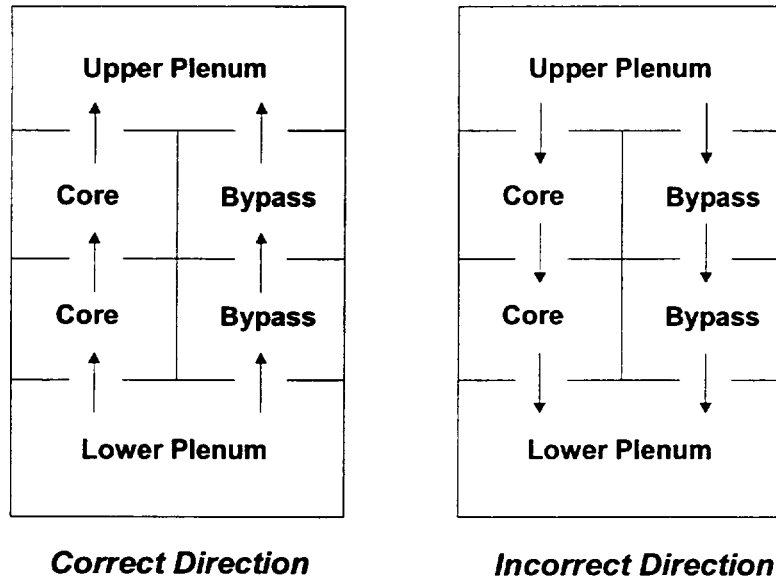 Upper Plenum
Core Bypass
Core Bypass
Lower Plenum
Correct Direction
Upper Plenum
Core Bypass
Core Bypass
Lower Plenum
Incorrect Direction